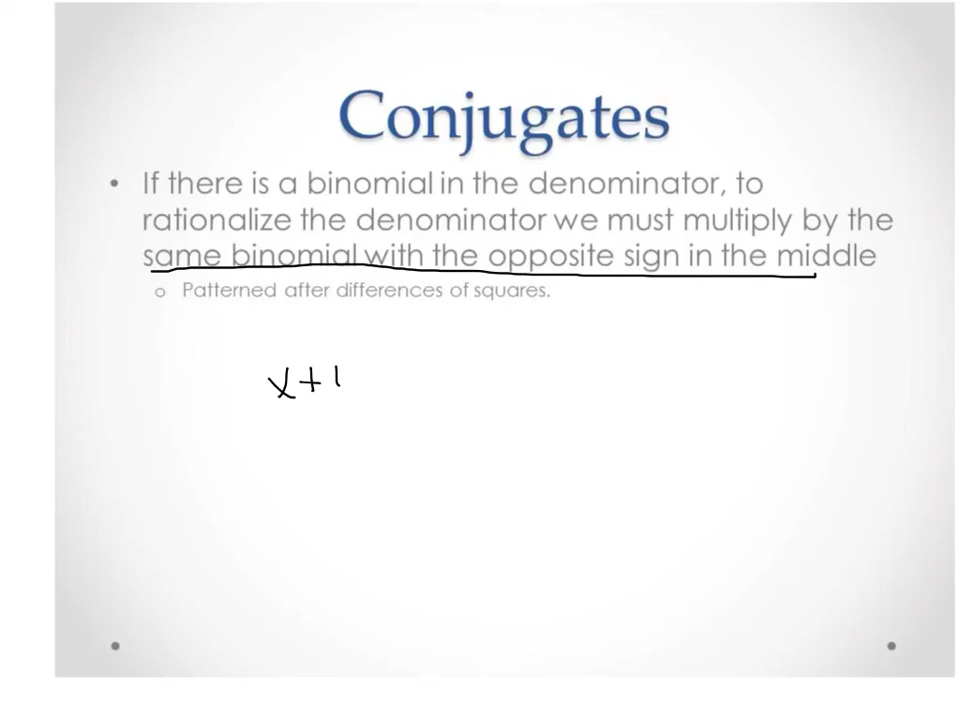 Conjugates
• If there is a binomial in the denominator, to
rationalize the denominator we must multiply by the
same binomial with the opposite sign in the middle
o Patterned after differences of squares.
x+1